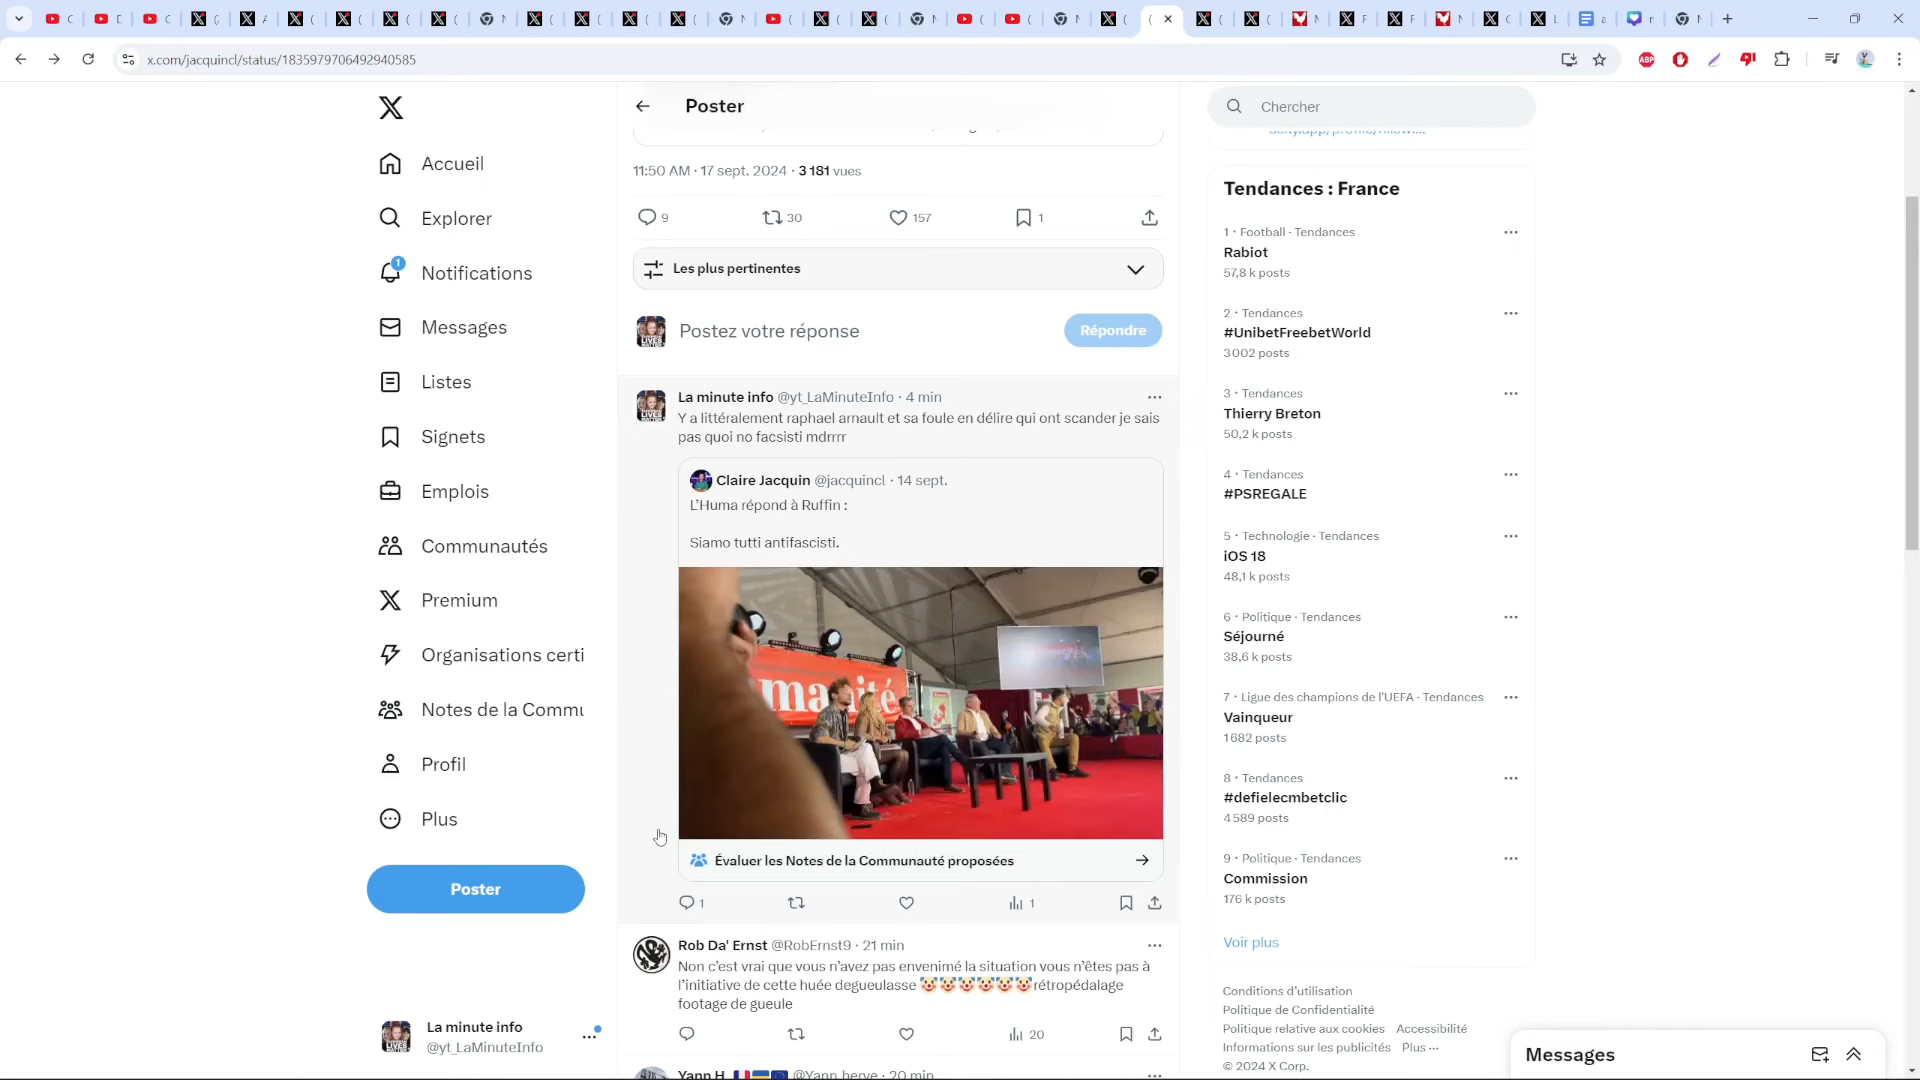 x.com/jacquincl/status/1835979706492940585
Accueil
Explorer
1
Notifications
Messages
Listes
Signets
Emplois
Communautés
Premium
Organisations certi
Notes de la Commu
Profil
Plus
Poster
La minute info
@yt_LaMinuteInfo
Poster
11:50 AM · 17 sept. 2024 · 3 181 vues
9 30 157 1
Les plus pertinentes
Postez votre réponse
Répondre
La minute info @yt_LaMinuteInfo · 4 min
Y a littéralement raphael arnault et sa foule en délire qui ont scander je sais
pas quoi no facsisti mdrrrr
Claire Jacquin @jacquincl · 14 sept.
L'Huma répond à Ruffin :
Siamo tutti antifascisti.
manité
Évaluer les Notes de la Communauté proposées
1 1
Rob Da' Ernst @RobErnst9 · 21 min
Non c'est vrai que vous n'avez pas envenimé la situation vous n'êtes pas à
l'initiative de cette huée degueulasse 🤡🤡🤡🤡🤡🤡rétropédalage
footage de gueule
20
Yann H. 🇫🇷🇺🇦🇪🇺 @Yann_herve · 20 min
Chercher
Tendances : France
1 · Football · Tendances
Rabiot
57,8 k posts
2 · Tendances
#UnibetFreebetWorld
3 002 posts
3 · Tendances
Thierry Breton
50,2 k posts
4 · Tendances
#PSREGALE
5 · Technologie · Tendances
iOS 18
48,1 k posts
6 · Politique · Tendances
Séjourné
38,6 k posts
7 · Ligue des champions de l'UEFA · Tendances
Vainqueur
1 682 posts
8 · Tendances
#defielecmbetclic
4 589 posts
9 · Politique · Tendances
Commission
176 k posts
Voir plus
Conditions d'utilisation
Politique de Confidentialité
Politique relative aux cookies Accessibilité
Informations sur les publicités Plus ···
© 2024 X Corp.
Messages